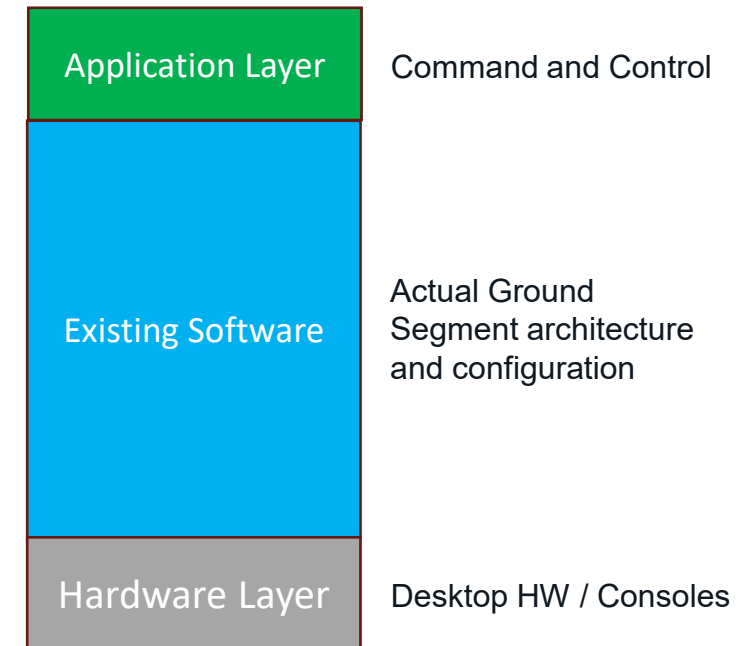 Application Layer
Command and Control
Existing Software
Actual Ground
Segment architecture
and configuration
Hardware Layer
Desktop HW / Consoles